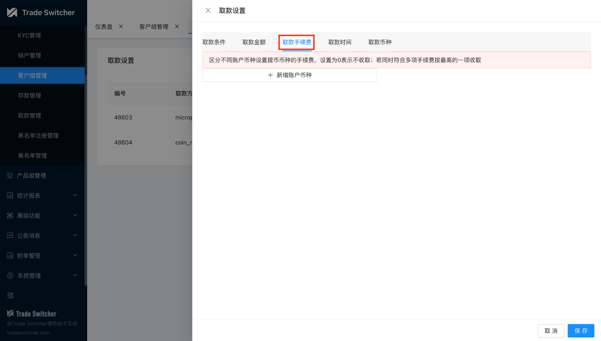 Trade Switcher
KYC管理
销户管理
客户组管理
存款管理
取款管理
黑名单注册管理
黑名单管理
产品组管理
统计报表
高级功能
公告消息
附单管理
系统管理
Trade Switcher
由Trade Switcher提供技术支持
tradeswitcher.com
仪表盘
客户组管理
取款设置
编号
取款方
48603
microp
48604
coin_r
取款设置
取款条件
取款金额
取款手续费
取款时间
取款币种
区分不同账户币种设置提币币种的手续费，设置为0表示不收取；若同时符合多项手续费按最高的一项收取
+ 新增账户币种
取 消
保 存